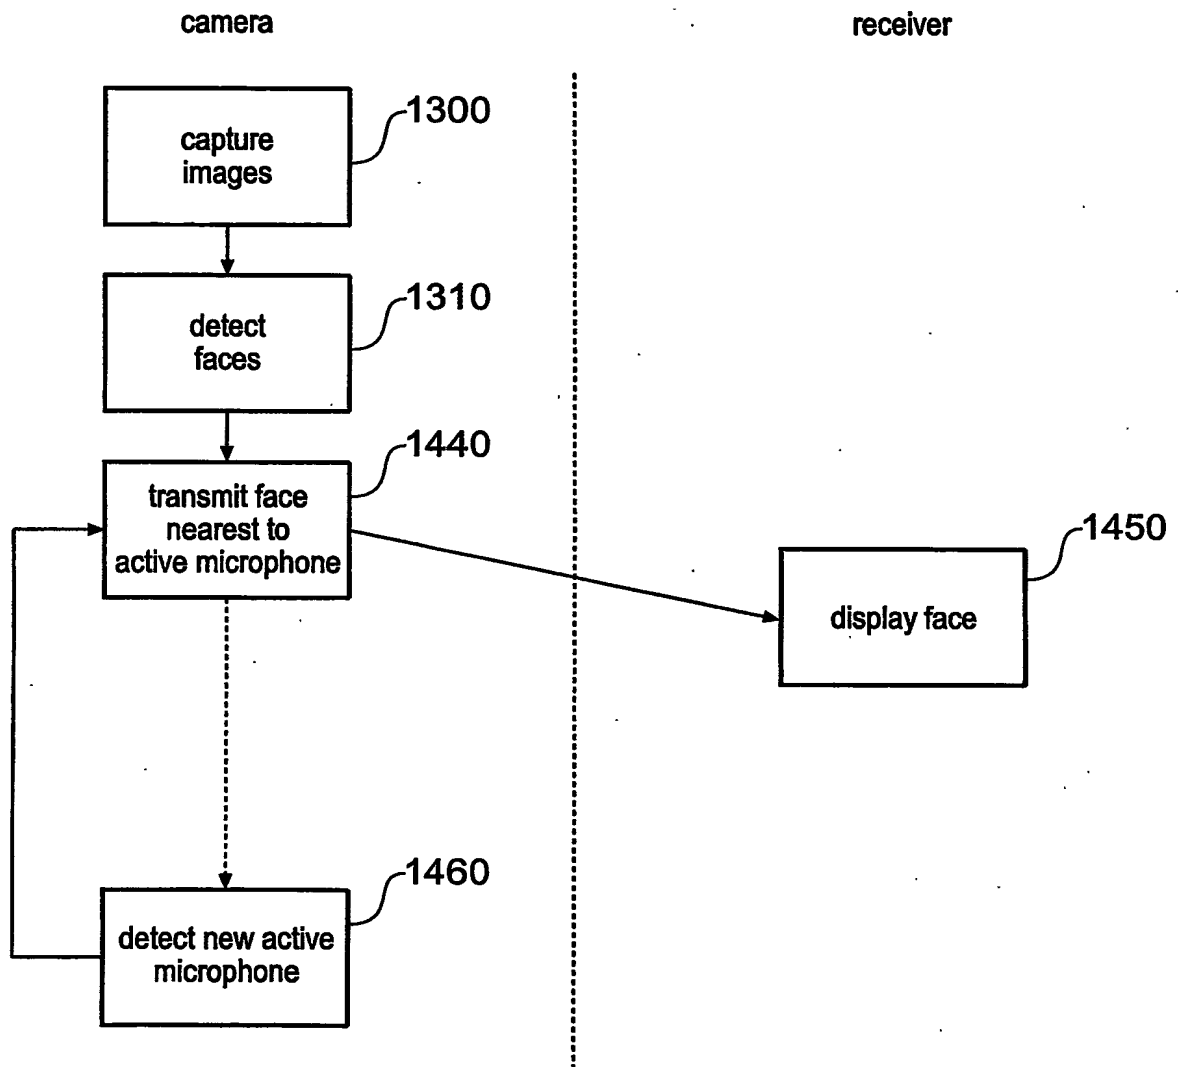 camera
receiver
1300
capture
images
1310
detect
faces
1440
transmit face
nearest to
active microphone
1450
display face
1460
detect new active
microphone